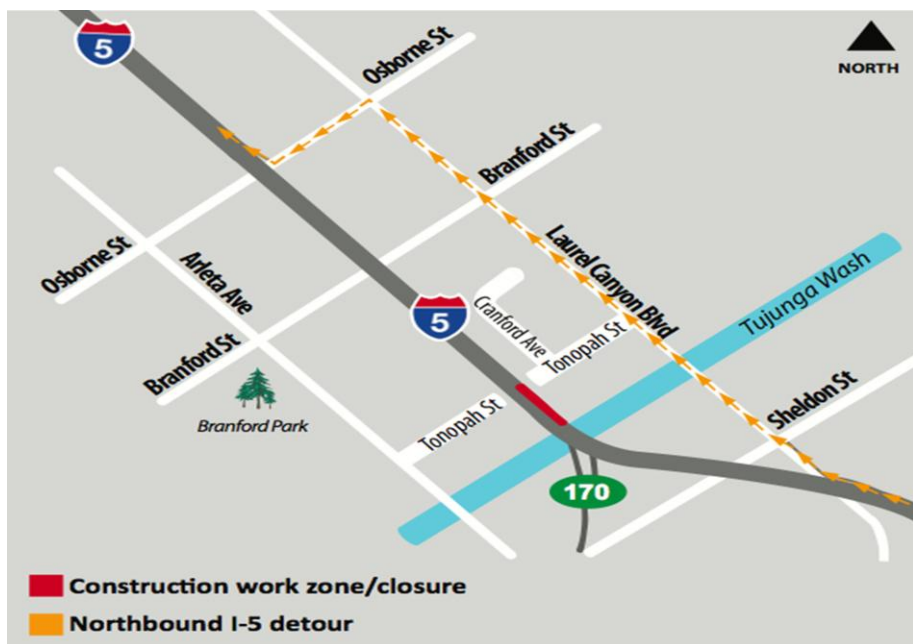 5
Osborne St
NORTH
Branford St
Osborne St
Arleta Ave
Laurel Canyon Blvd
Tujunga Wash
5
Cranford Ave
Tonopah St
Branford St
Branford Park
Tonopah St
Sheldon St
170
Construction work zone/closure
Northbound I-5 detour